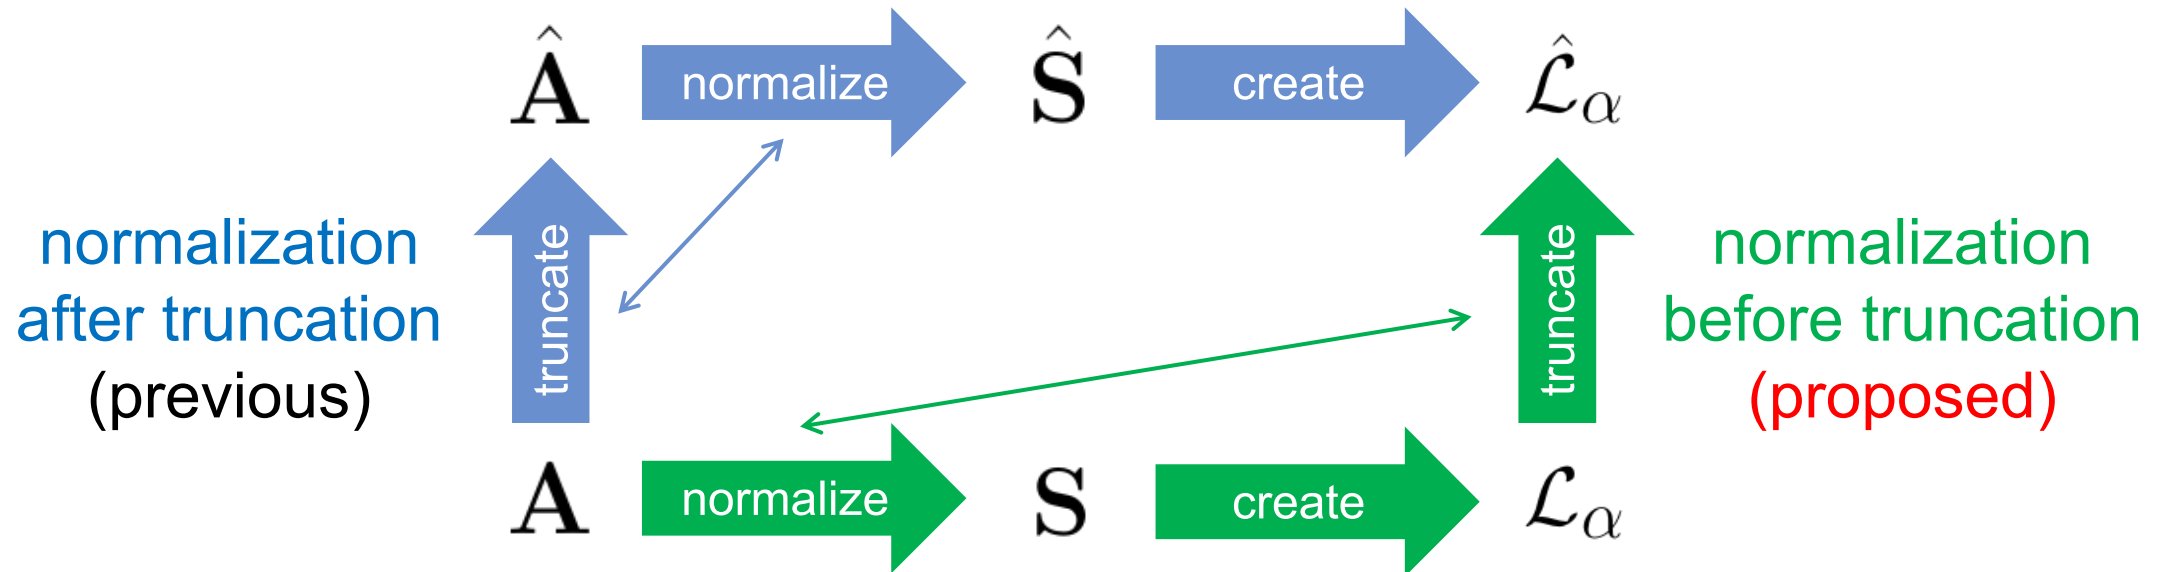 Â normalize Ŝ create ℒ̂α
normalization
after truncation
(previous)
truncate
truncate
normalization
before truncation
(proposed)
A normalize S create ℒα